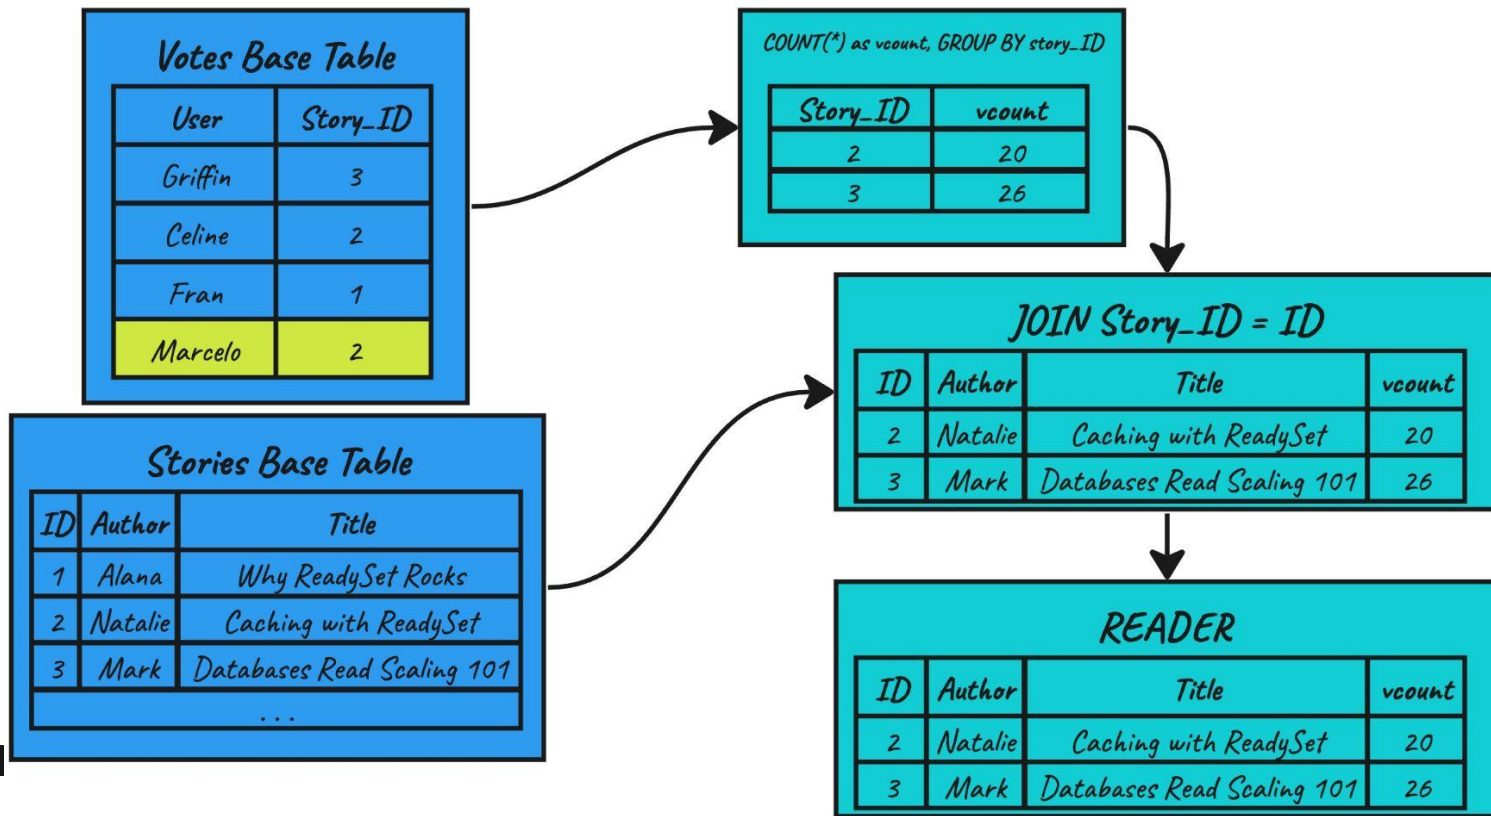 Votes Base Table
User Story_ID
Griffin 3
Celine 2
Fran 1
Marcelo 2
Stories Base Table
ID Author Title
1 Alana Why ReadySet Rocks
2 Natalie Caching with ReadySet
3 Mark Databases Read Scaling 101
...
COUNT(*) as vcount, GROUP BY story_ID
Story_ID vcount
2 20
3 26
JOIN Story_ID = ID
ID Author Title vcount
2 Natalie Caching with ReadySet 20
3 Mark Databases Read Scaling 101 26
READER
ID Author Title vcount
2 Natalie Caching with ReadySet 20
3 Mark Databases Read Scaling 101 26